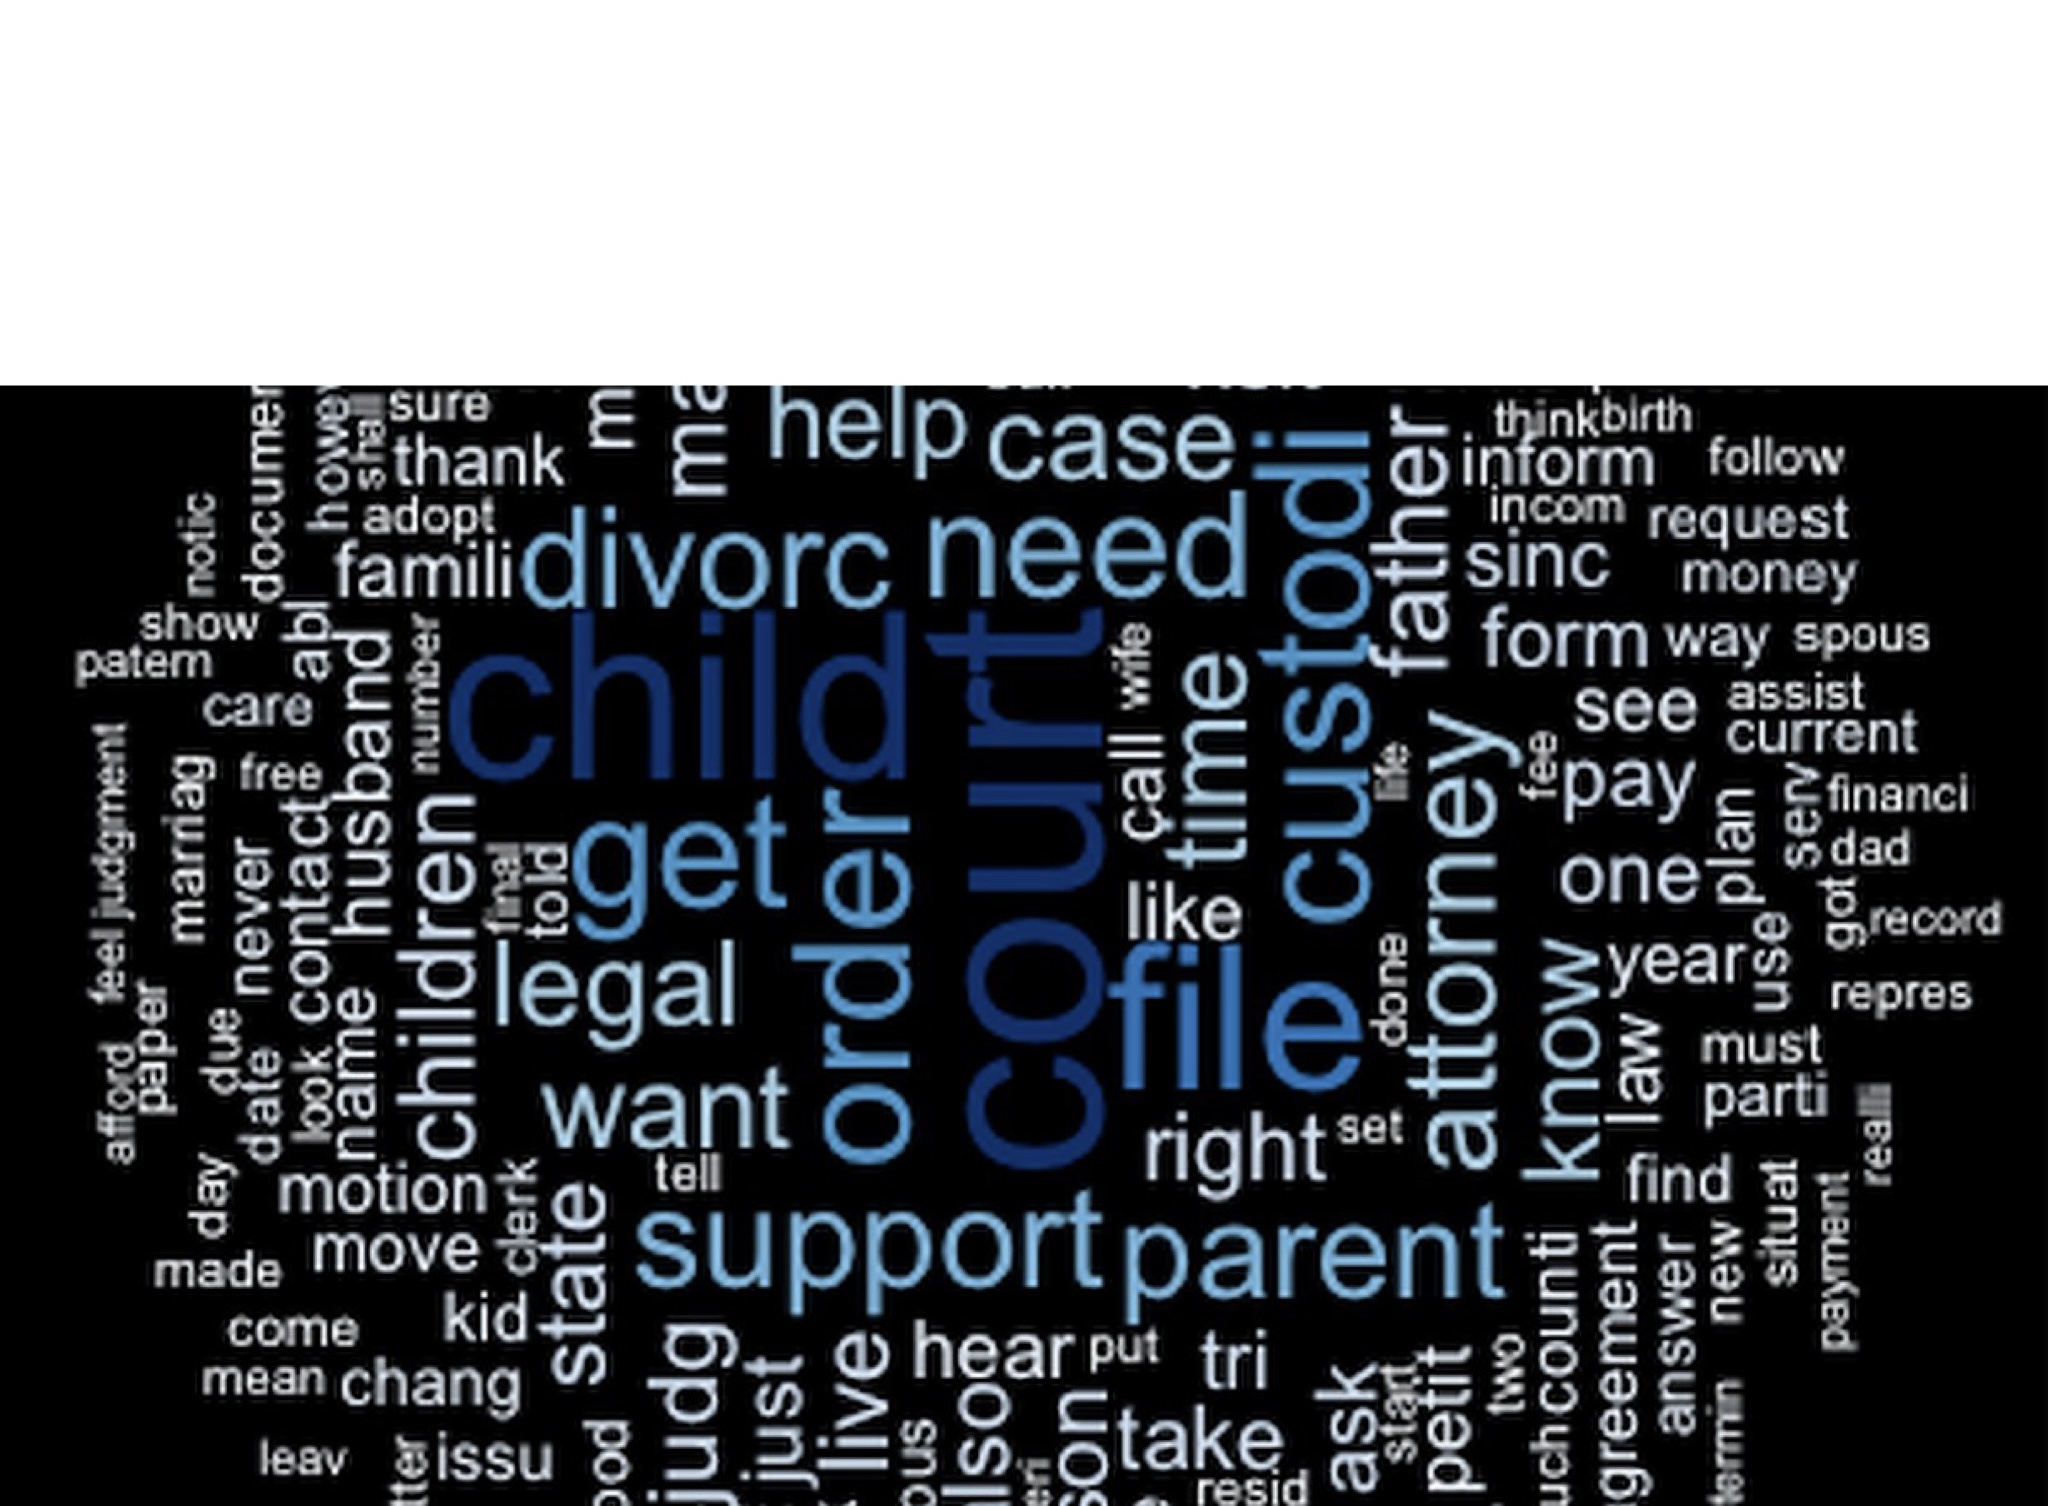 sure
help
case
think
birth
shall
thank
father
inform
follow
notic
adopt
divorc
need
custodi
incom
request
famili
sinc
money
show
abl
child
court
wife
form
way
spous
patern
number
time
see
assist
care
husband
call
current
judgment
marriag
free
contact
get
order
life
attorney
fee
pay
plan
serv
financi
never
children
final
told
like
one
dad
feel
legal
file
done
know
year
use
got
record
paper
due
look
name
repres
afford
date
want
right
set
law
must
parti
realli
day
motion
clerk
tell
find
situat
move
state
support
parent
counti
agreement
answer
new
payment
made
come
kid
judg
just
live
hear
put
tri
ask
start
petit
two
mean
chang
take
leav
issu
resid